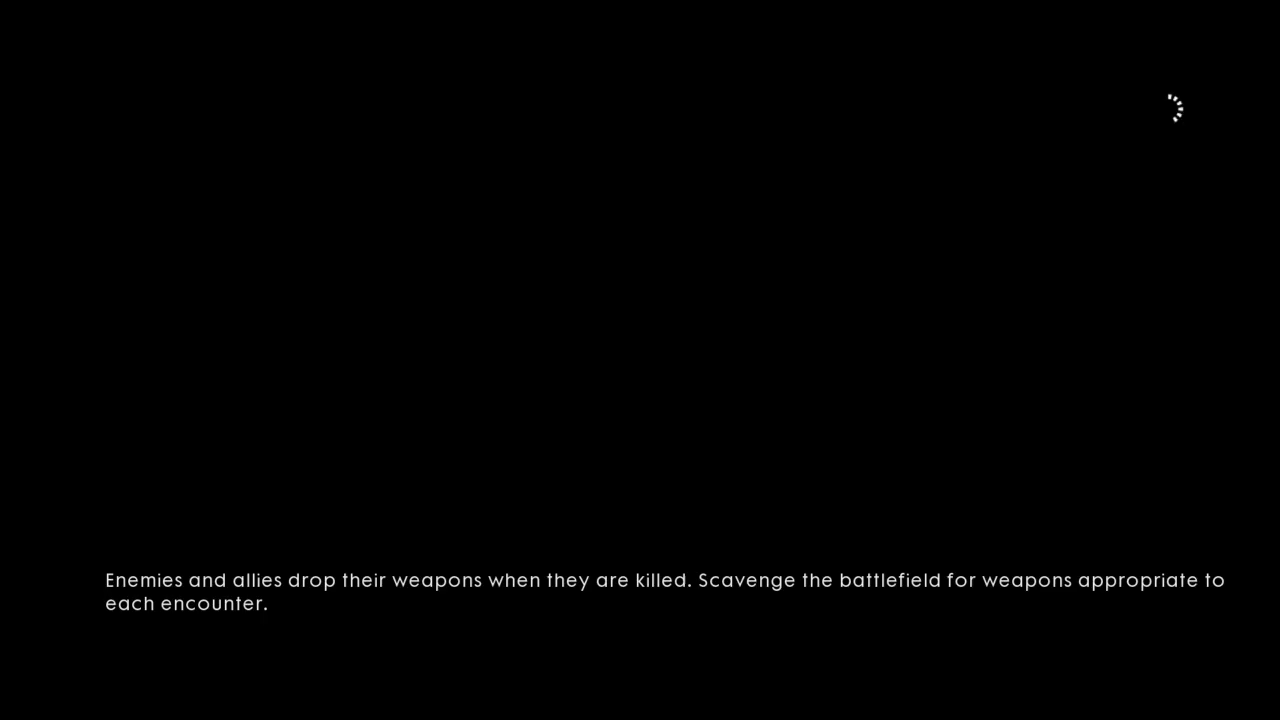 Enemies and allies drop their weapons when they are killed. Scavenge the battlefield for weapons appropriate to
each encounter.